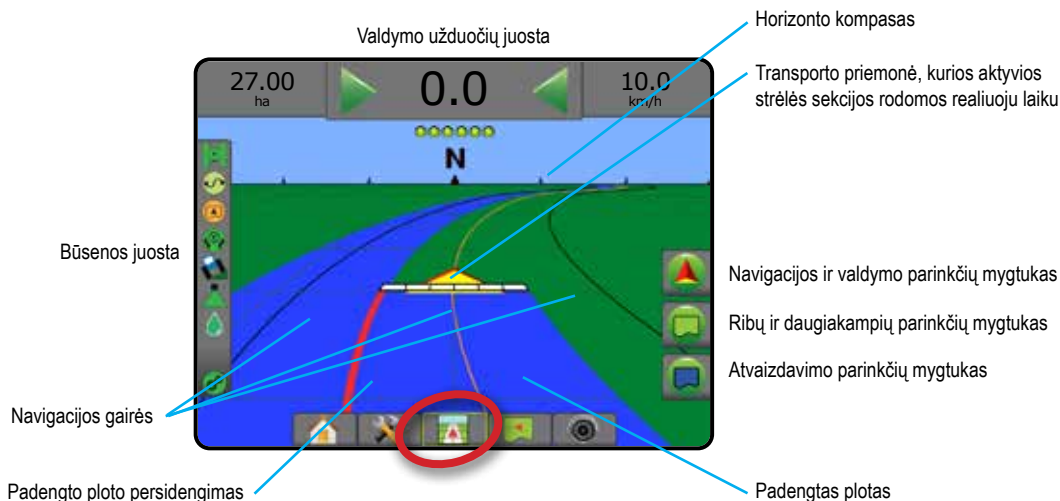 Valdymo užduočių juosta
Horizonto kompasas
Transporto priemonė, kurios aktyvios
strėlės sekcijos rodomos realiuoju laiku
27.00
ha
0.0
10.0
km/h
N
Būsenos juosta
Navigacijos ir valdymo parinkčių mygtukas
Ribų ir daugiakampių parinkčių mygtukas
Atvaizdavimo parinkčių mygtukas
Navigacijos gairės
Padengto ploto persidengimas
Padengtas plotas